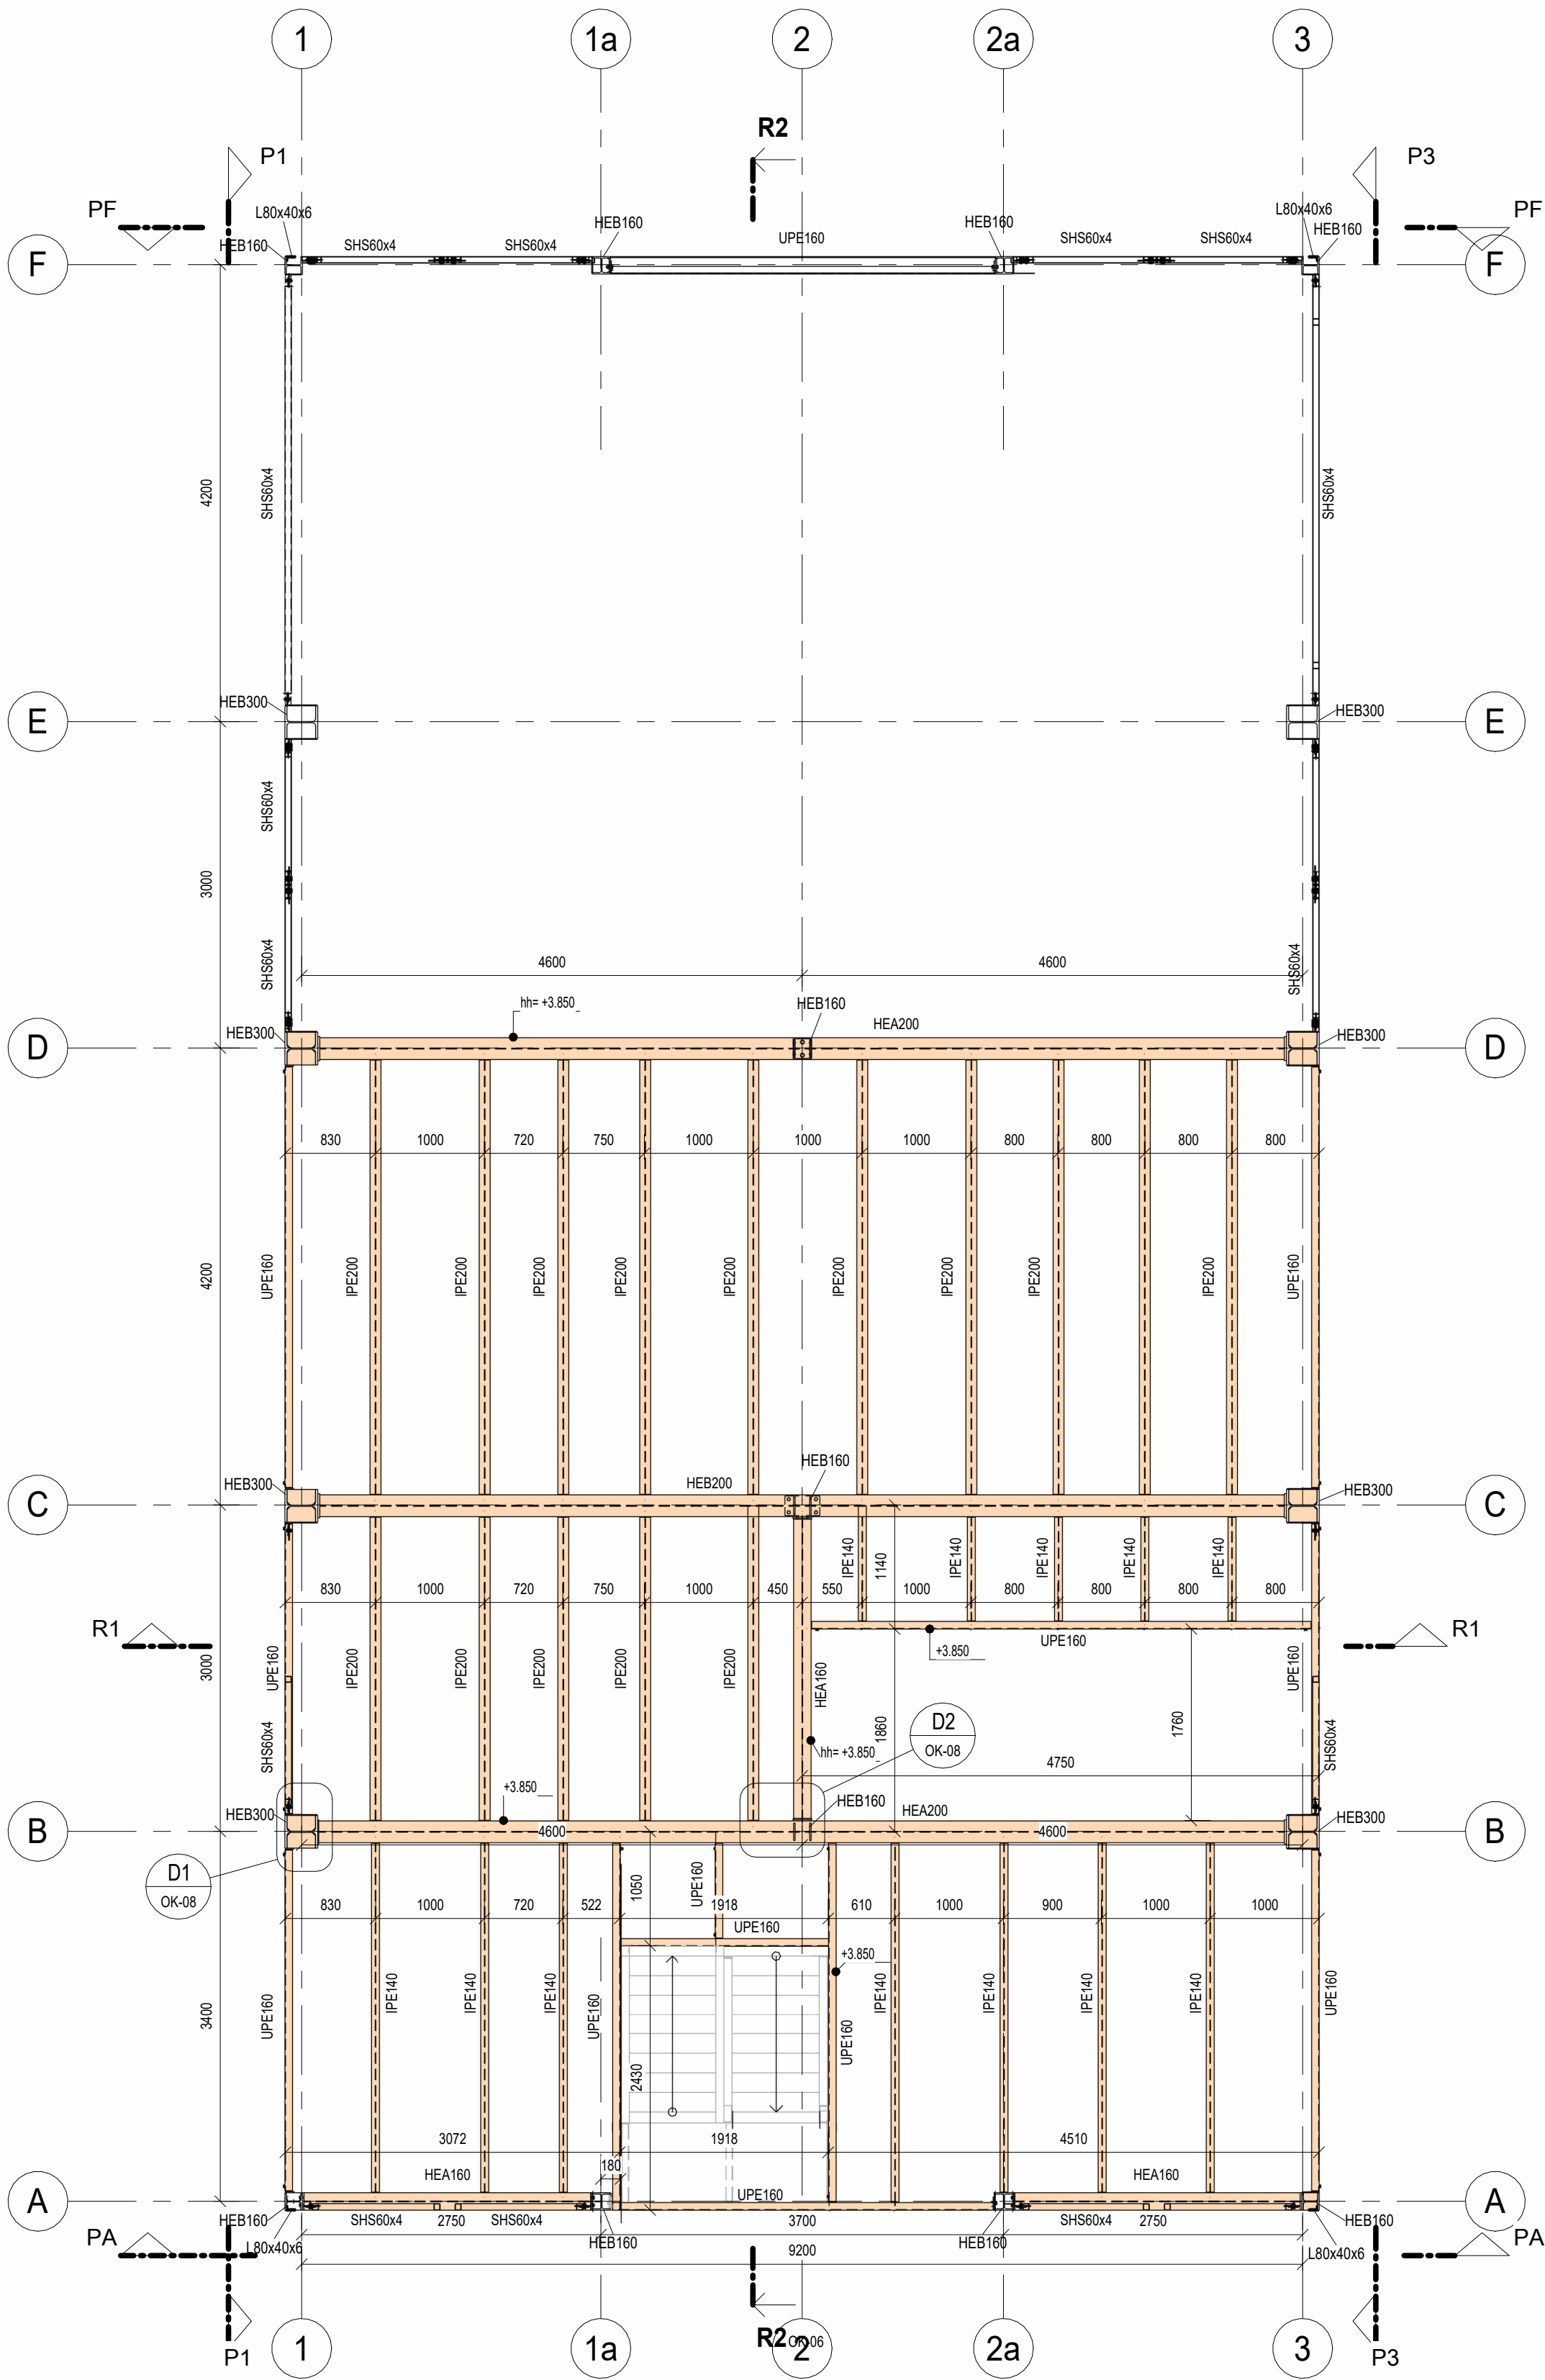 1 1a 2 2a 3
R2
P1 P3
PF PF
L80x40x6 L80x40x6
HEB160 SHS60x4 SHS60x4 HEB160 UPE160 HEB160 SHS60x4 SHS60x4 HEB160
F F
4200 SHS60x4 SHS60x4
HEB300 HEB300
E E
SHS60x4
3000
SHS60x4 SHS60x4
4600 4600
hh= +3.850 HEB160
HEB300 HEA200 HEB300
D D
830 1000 720 750 1000 1000 1000 800 800 800 800
4200 UPE160 IPE200 IPE200 IPE200 IPE200 IPE200 IPE200 IPE200 IPE200 IPE200 UPE160
HEB160
HEB300 HEB200 HEB300
C C
IPE140 1140 IPE140 IPE140 IPE140 IPE140
830 1000 720 750 1000 450 550 1000 800 800 800 800
R1 R1
UPE160
+3.850
3000 UPE160 IPE200 IPE200 IPE200 IPE200 IPE200 HEA160 UPE160
D2
OK-08
SHS60x4 1860 1760 SHS60x4
hh= +3.850
4750
+3.850
HEB160
HEB300 HEA200 HEB300
B 4600 4600 B
D1
OK-08
1050 UPE160
830 1000 720 522 1918 610 1000 900 1000 1000
UPE160
+3.850
3400 UPE160 IPE140 IPE140 IPE140 UPE160 2430 UPE160 IPE140 IPE140 IPE140 IPE140 UPE160
3072 1918 4510
180
HEA160 HEA160
UPE160
A A
HEB160 SHS60x4 2750 SHS60x4 3700 SHS60x4 2750 HEB160
PA PA
L80x40x6 HEB160 HEB160 L80x40x6
9200
R2 OK-06
P1 P3
1 1a 2 2a 3